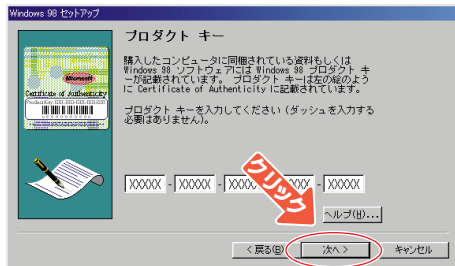 Windows 98 セットアップ
プロダクト キー
購入したコンピュータに同梱されている資料もしくは
Windows 98 ソフトウェアには Windows 98 プロダクト キ
ーが記載されています。 プロダクト キーは左の絵のよう
に Certificate of Authenticity に記載されています。
プロダクト キーを入力してください (ダッシュを入力する
必要はありません)。
Microsoft
Certificate of Authenticity
XXXXX - XXXXX - XXXXX - XXXXX - XXXXX
クリック
ヘルプ(H)...
< 戻る(B)
次へ >
キャンセル